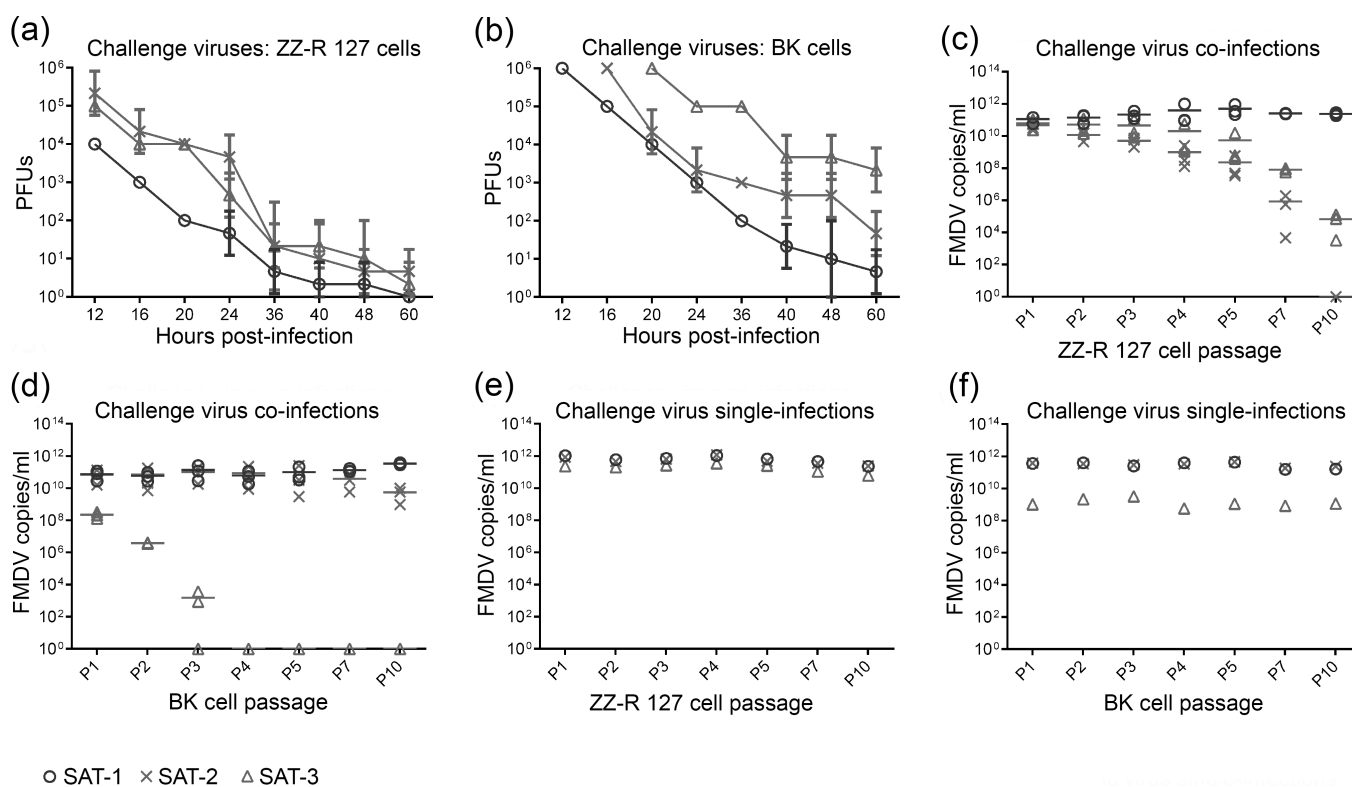 (a)
Challenge viruses: ZZ-R 127 cells
10⁶
10⁵
10⁴
10³
10²
10¹
10⁰
PFUs
12 16 20 24 36 40 48 60
Hours post-infection
(b)
Challenge viruses: BK cells
10⁶
10⁵
10⁴
10³
10²
10¹
10⁰
PFUs
12 16 20 24 36 40 48 60
Hours post-infection
(c)
Challenge virus co-infections
10¹⁴
10¹²
10¹⁰
10⁸
10⁶
10⁴
10²
10⁰
FMDV copies/ml
P1 P2 P3 P4 P5 P7 P10
ZZ-R 127 cell passage
(d)
Challenge virus co-infections
10¹⁴
10¹²
10¹⁰
10⁸
10⁶
10⁴
10²
10⁰
FMDV copies/ml
P1 P2 P3 P4 P5 P7 P10
BK cell passage
(e)
Challenge virus single-infections
10¹⁴
10¹²
10¹⁰
10⁸
10⁶
10⁴
10²
10⁰
FMDV copies/ml
P1 P2 P3 P4 P5 P7 P10
ZZ-R 127 cell passage
(f)
Challenge virus single-infections
10¹⁴
10¹²
10¹⁰
10⁸
10⁶
10⁴
10²
10⁰
FMDV copies/ml
P1 P2 P3 P4 P5 P7 P10
BK cell passage
SAT-1 SAT-2 SAT-3